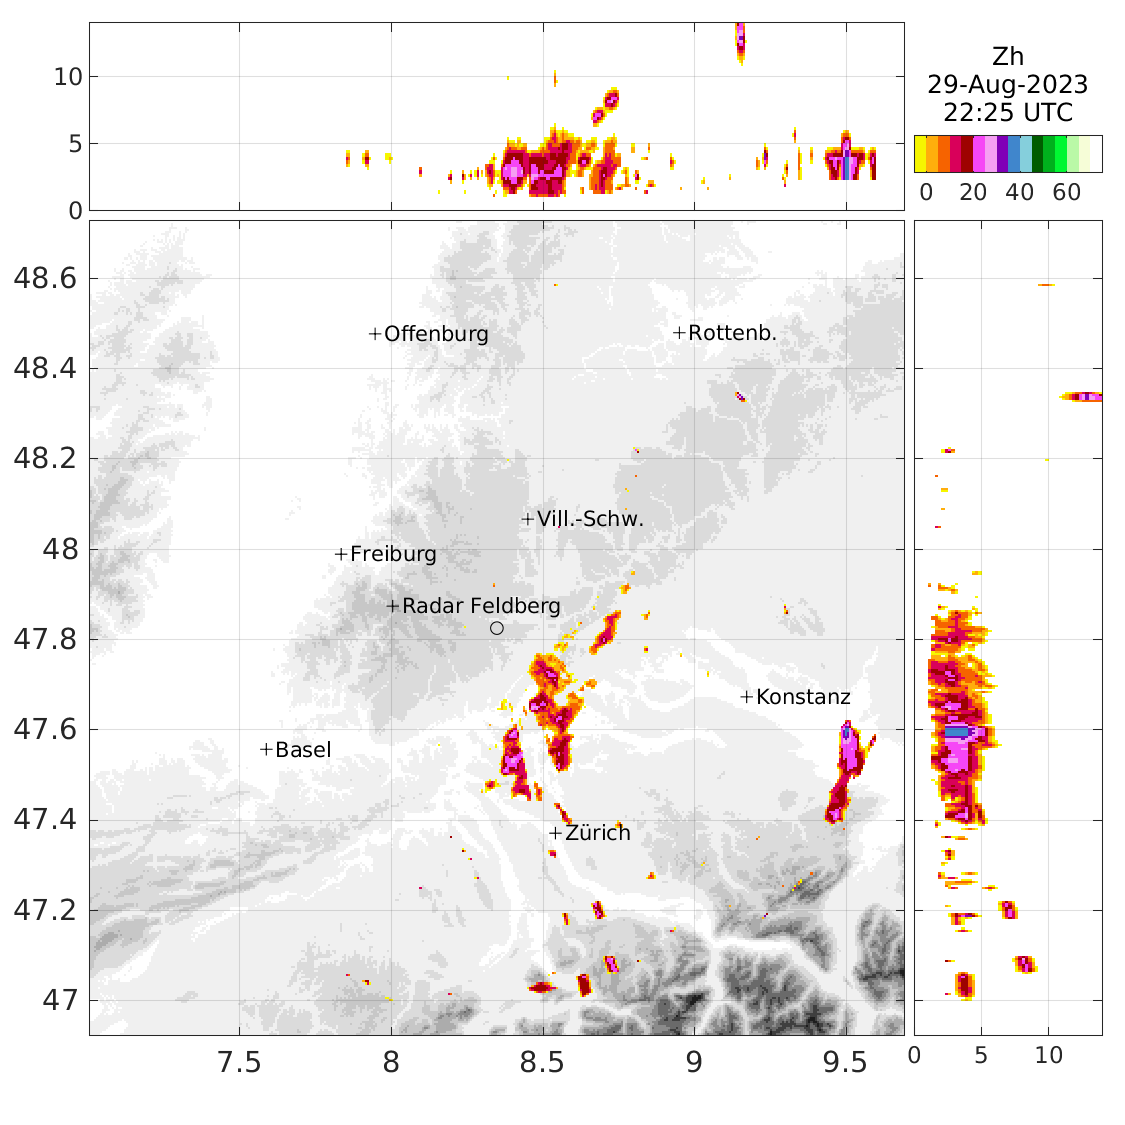 10
5
0
Zh
29-Aug-2023
22:25 UTC
0 20 40 60
48.6
48.4
48.2
48
47.8
47.6
47.4
47.2
47
Offenburg
Rottenb.
Vill.-Schw.
Freiburg
Radar Feldberg
Konstanz
Basel
Zürich
7.5 8 8.5 9 9.5
0 5 10